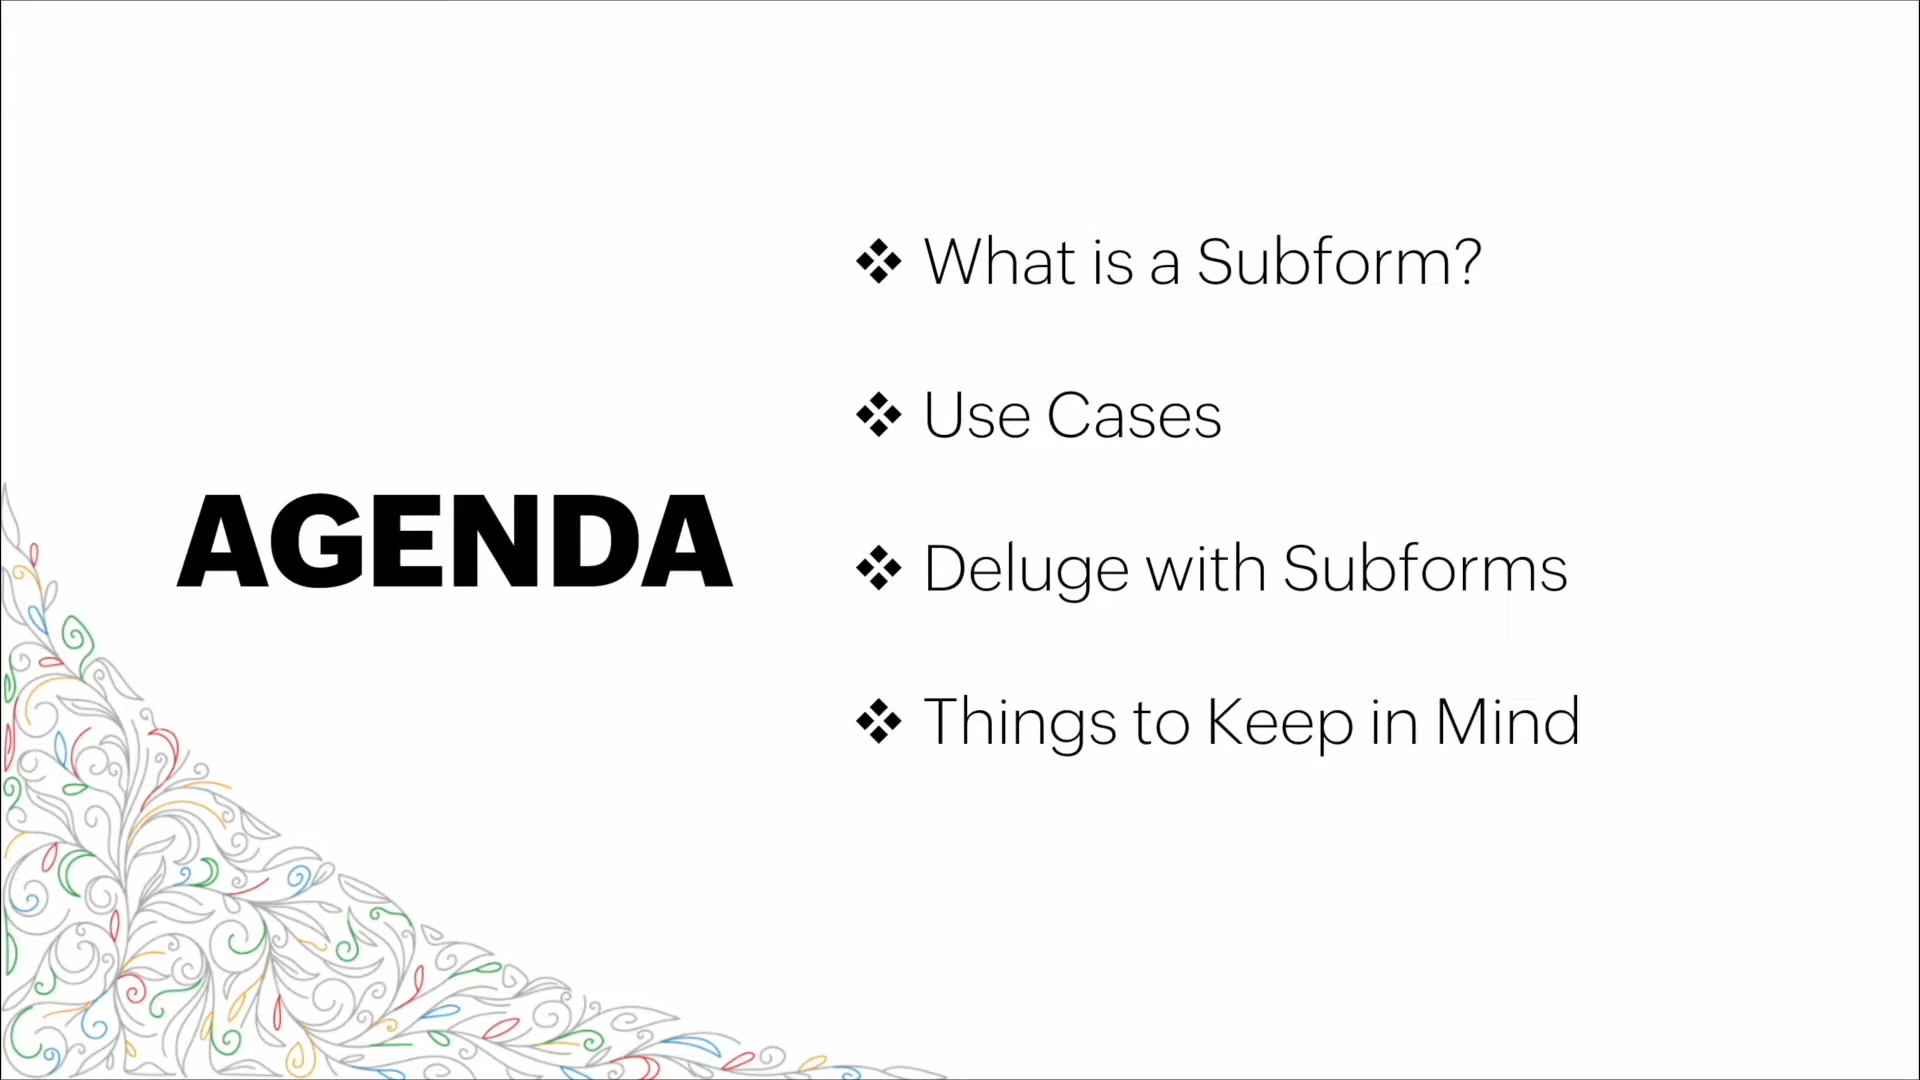 AGENDA
❖ What is a Subform?
❖ Use Cases
❖ Deluge with Subforms
❖ Things to Keep in Mind